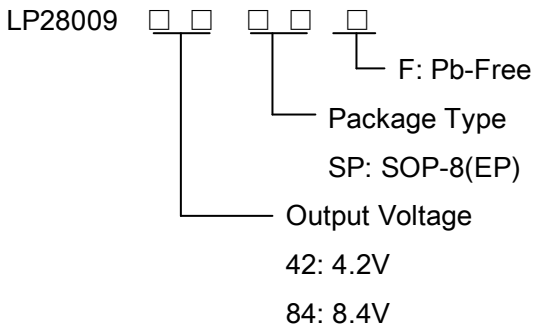 LP28009 □ □ □ □ □
F: Pb-Free
Package Type
SP: SOP-8(EP)
Output Voltage
42: 4.2V
84: 8.4V